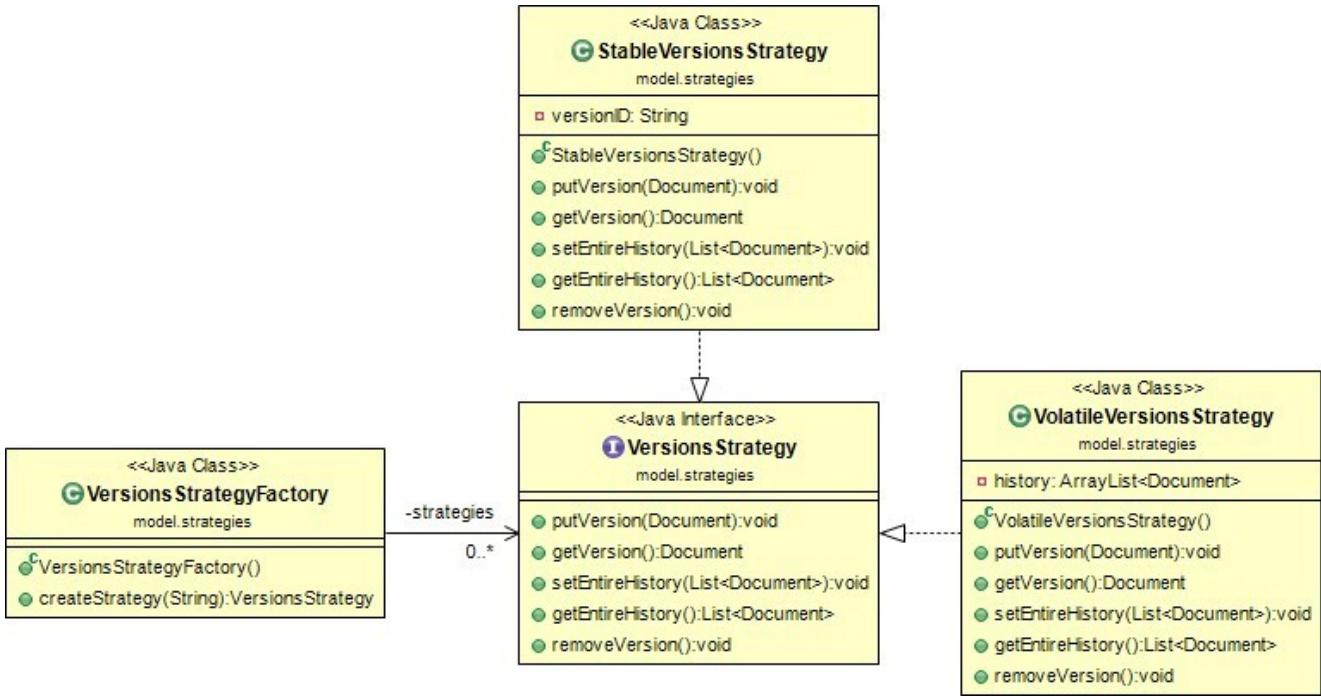 <<Java Class>>
StableVersionsStrategy
model.strategies
versionID: String
StableVersionsStrategy()
putVersion(Document):void
getVersion():Document
setEntireHistory(List<Document>):void
getEntireHistory():List<Document>
removeVersion():void
<<Java Class>>
VersionsStrategyFactory
model.strategies
VersionsStrategyFactory()
createStrategy(String):VersionsStrategy
-strategies
0..*
<<Java Interface>>
VersionsStrategy
model.strategies
putVersion(Document):void
getVersion():Document
setEntireHistory(List<Document>):void
getEntireHistory():List<Document>
removeVersion():void
<<Java Class>>
VolatileVersionsStrategy
model.strategies
history: ArrayList<Document>
VolatileVersionsStrategy()
putVersion(Document):void
getVersion():Document
setEntireHistory(List<Document>):void
getEntireHistory():List<Document>
removeVersion():void